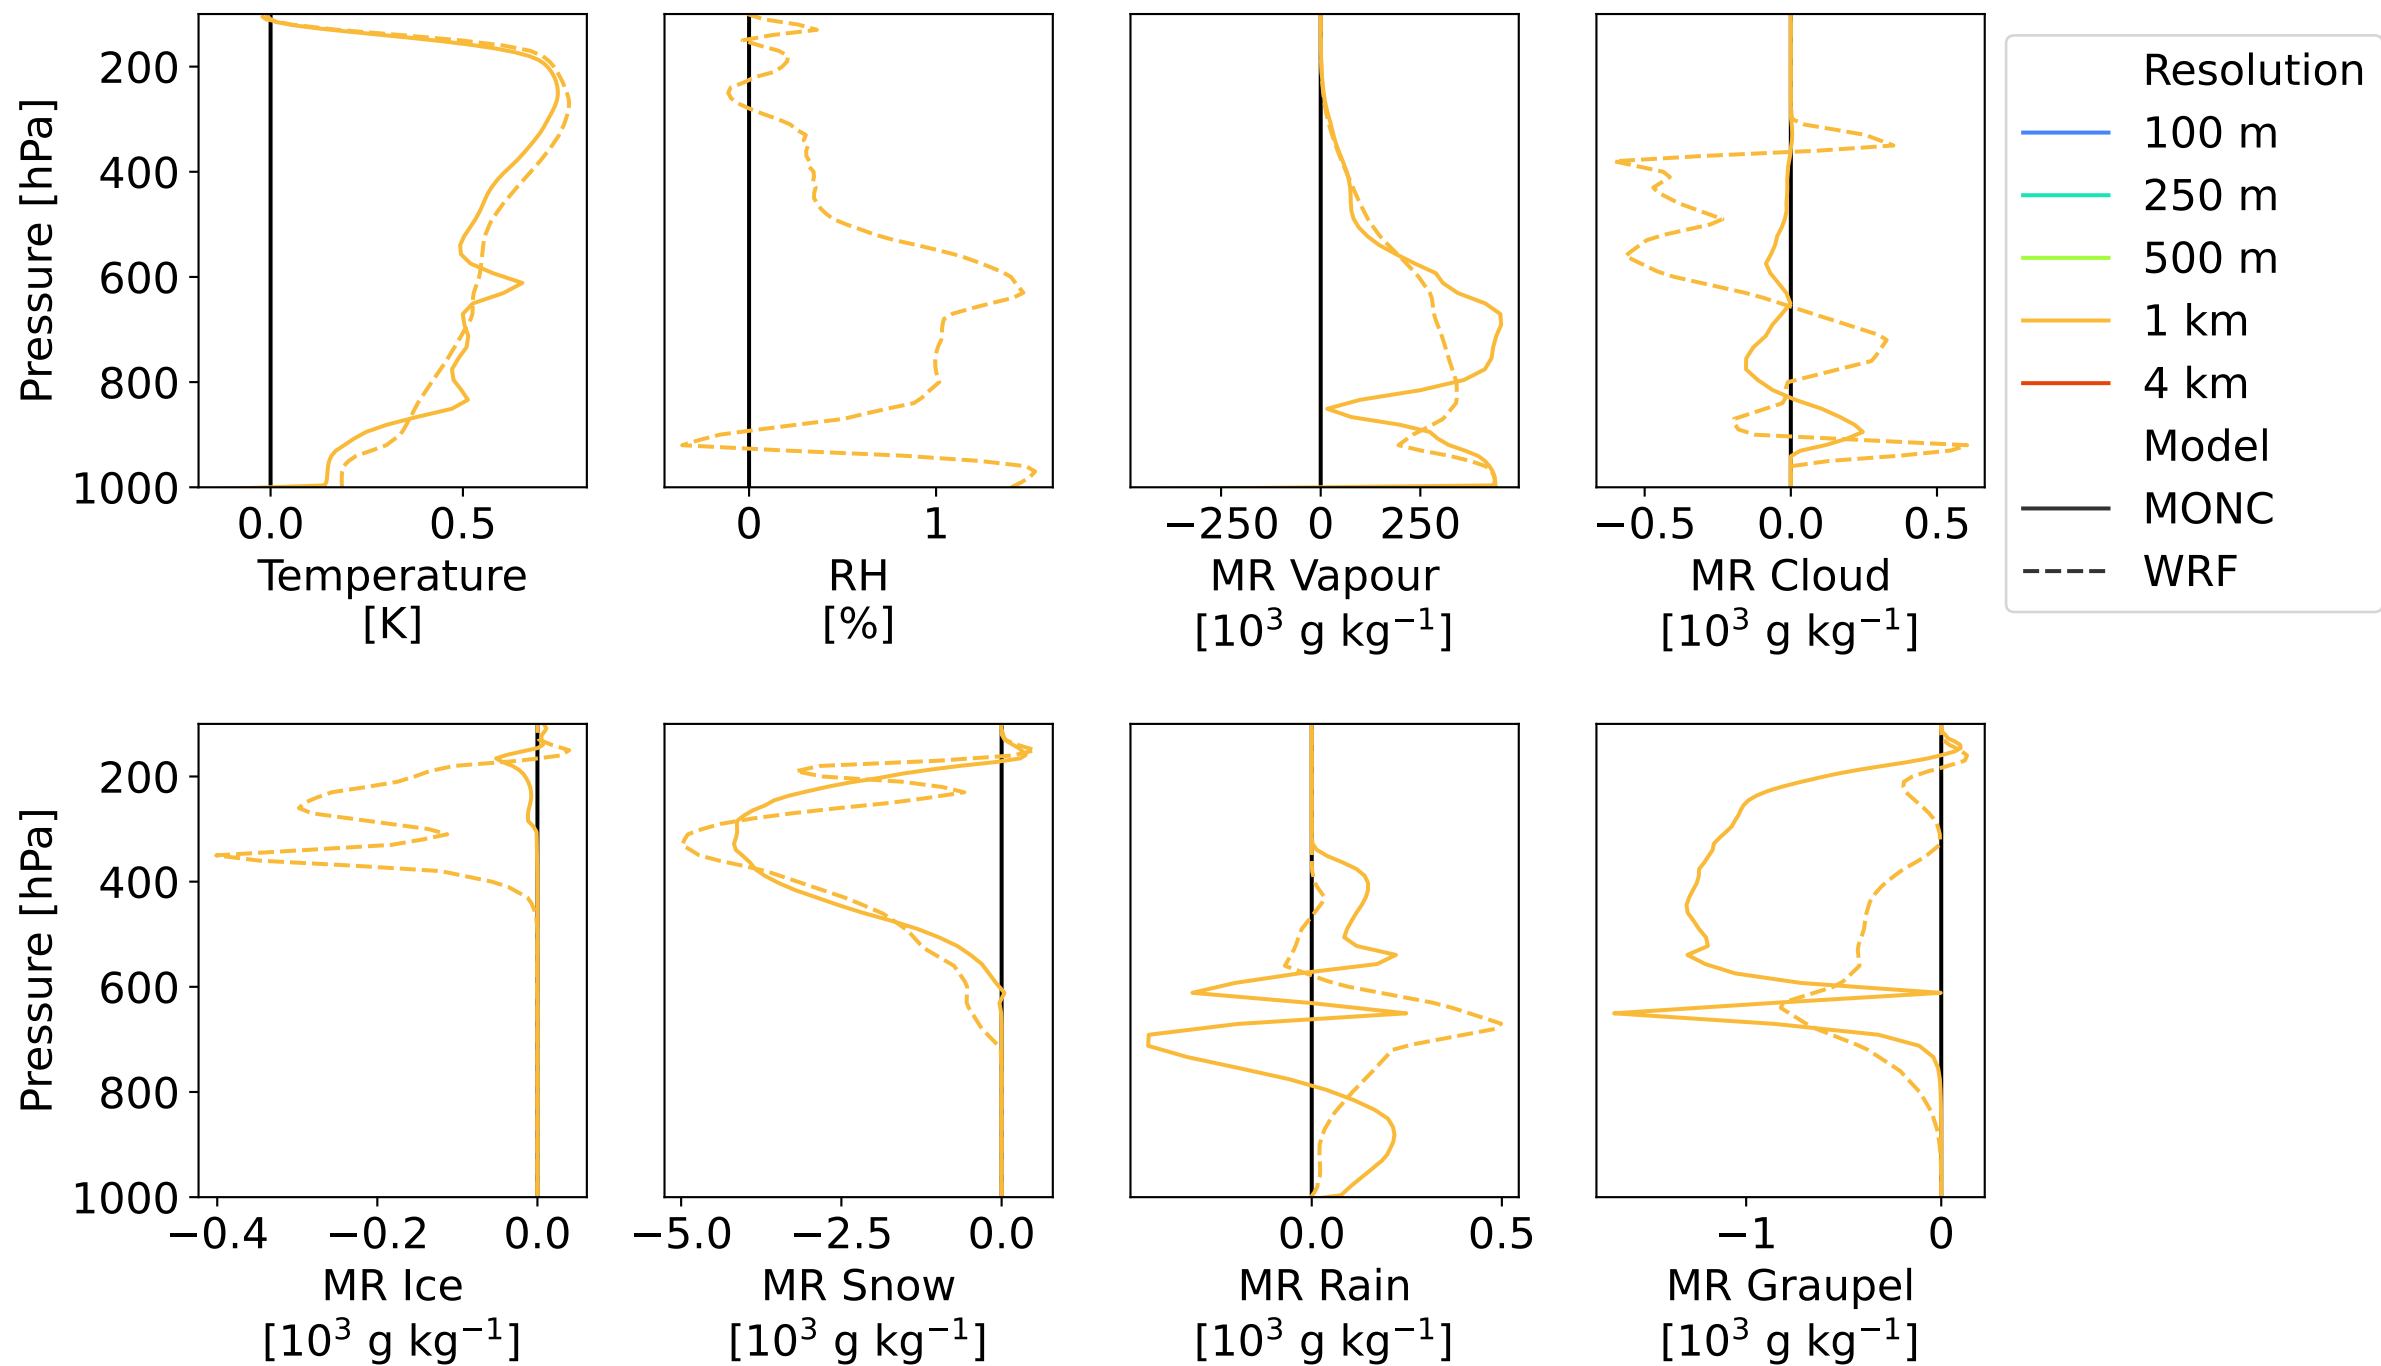 Pressure [hPa]
200
400
600
800
1000
0.0 0.5
Temperature
[K]
0 1
RH
[%]
−250 0 250
MR Vapour
[10³ g kg⁻¹]
−0.5 0.0 0.5
MR Cloud
[10³ g kg⁻¹]
Resolution
100 m
250 m
500 m
1 km
4 km
Model
MONC
WRF
Pressure [hPa]
200
400
600
800
1000
−0.4 −0.2 0.0
MR Ice
[10³ g kg⁻¹]
−5.0 −2.5 0.0
MR Snow
[10³ g kg⁻¹]
0.0 0.5
MR Rain
[10³ g kg⁻¹]
−1 0
MR Graupel
[10³ g kg⁻¹]